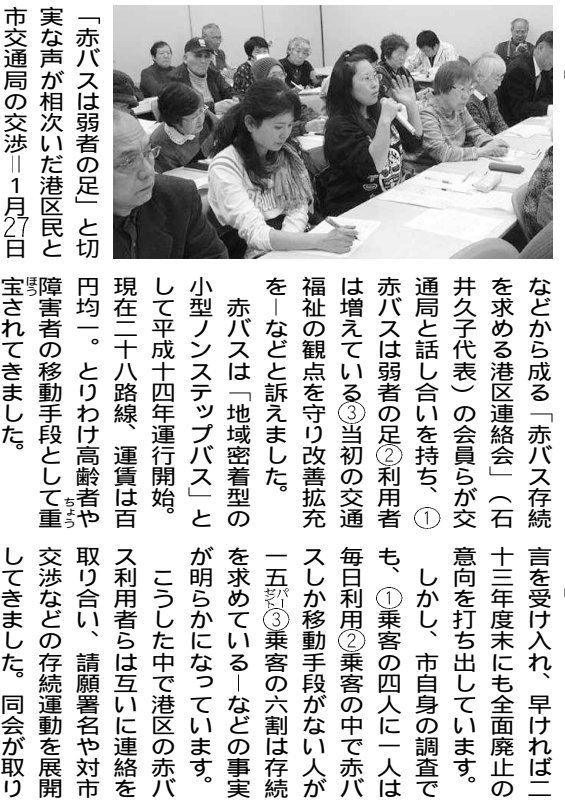 「赤バスは弱者の足」と切
実な声が相次いだ港区民と
市交通局の交渉＝1月27日
などから成る「赤バス存続
を求める港区連絡会」（石
井久子代表）の会員らが交
通局と話し合いを持ち、①
赤バスは弱者の足②利用者
は増えている③当初の交通
福祉の観点を守り改善拡充
を―などと訴えました。
赤バスは「地域密着型の
小型ノンステップバス」と
して平成十四年運行開始。
現在二十八路線、運賃は百
円均一。とりわけ高齢者や
障害者の移動手段として重
宝されてきました。
言を受け入れ、早ければ二
十三年度末にも全面廃止の
意向を打ち出しています。
しかし、市自身の調査で
も、①乗客の四人に一人は
毎日利用②乗客の中で赤バ
スしか移動手段がない人が
一五㌫③乗客の六割は存続
を求めている―などの事実
が明らかになっています。
こうした中で港区の赤バ
ス利用者らは互いに連絡を
取り合い、請願署名や対市
交渉などの存続運動を展開
してきました。同会が取り